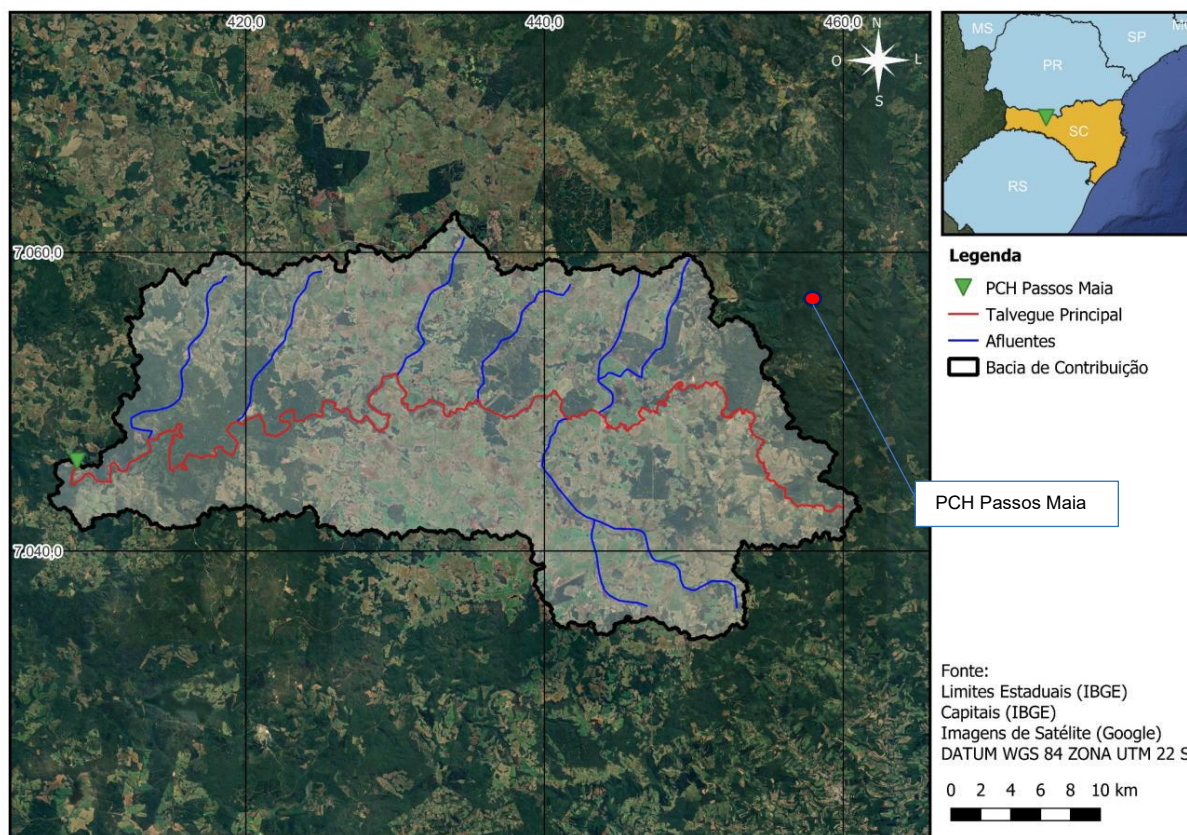 420,0
440,0
460,0
N
O
L
S
7.060,0
7.040,0
PCH Passos Maia
MS
SP
PR
SC
RS
Legenda
PCH Passos Maia
Talvegue Principal
Afluentes
Bacia de Contribuição
Fonte:
Limites Estaduais (IBGE)
Capitais (IBGE)
Imagens de Satélite (Google)
DATUM WGS 84 ZONA UTM 22 S
0 2 4 6 8 10 km